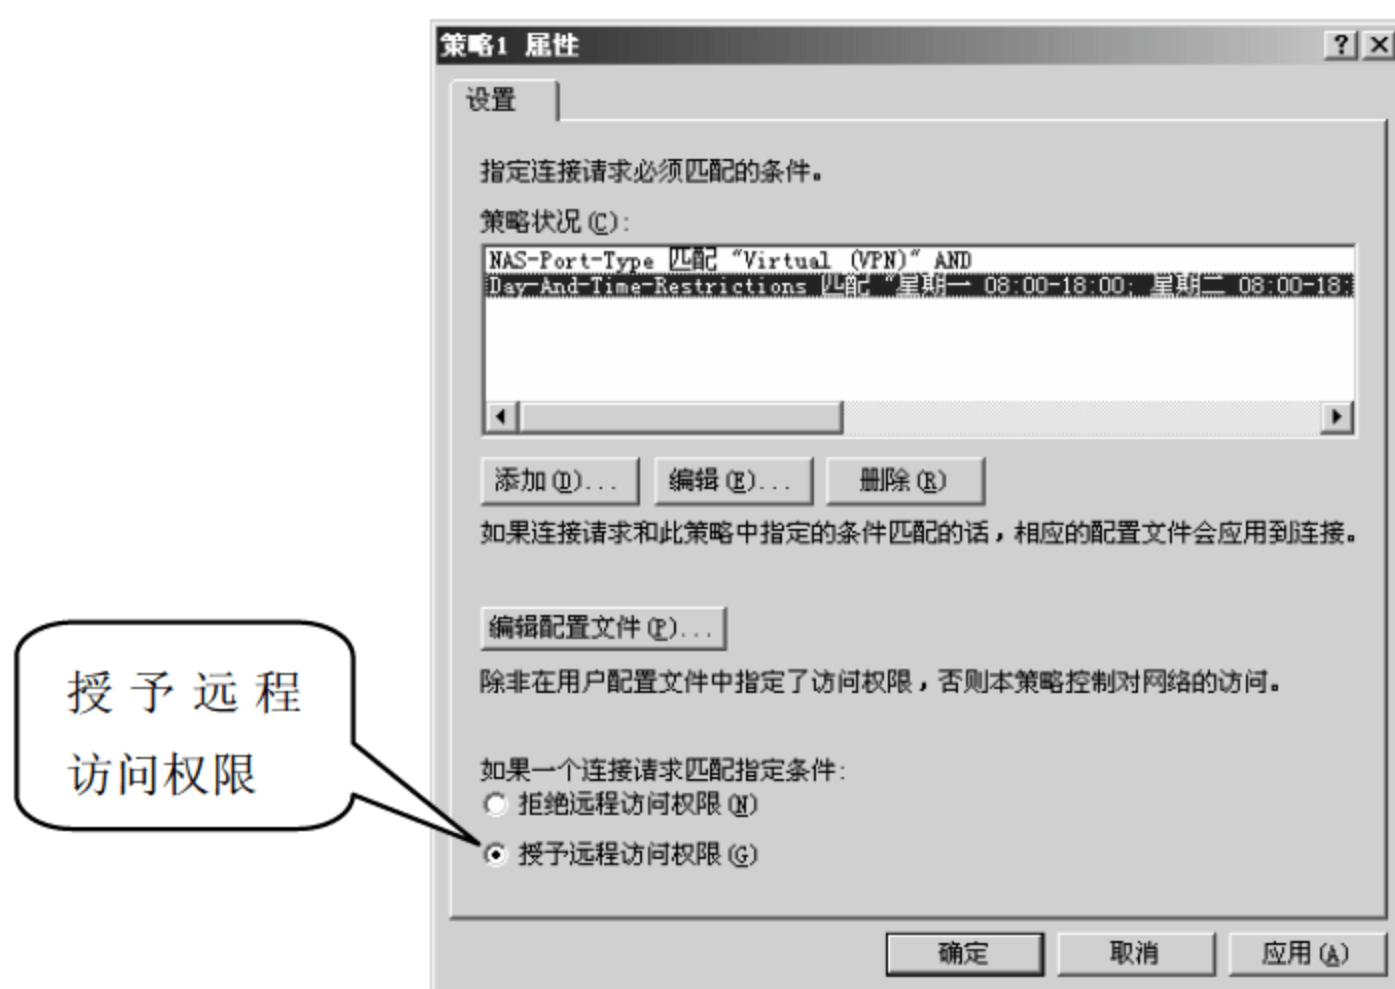 策略1 属性
设置
指定连接请求必须匹配的条件。
策略状况(C):
NAS-Port-Type 匹配 "Virtual (VPN)" AND
Day-And-Time-Restrictions 匹配 "星期一 08:00-18:00; 星期二 08:00-18:
添加(D)... 编辑(E)... 删除(R)
如果连接请求和此策略中指定的条件匹配的话，相应的配置文件会应用到连接。
编辑配置文件(P)...
除非在用户配置文件中指定了访问权限，否则本策略控制对网络的访问。
如果一个连接请求匹配指定条件:
拒绝远程访问权限(N)
授予远程访问权限(G)
授予远程
访问权限
确定 取消 应用(A)